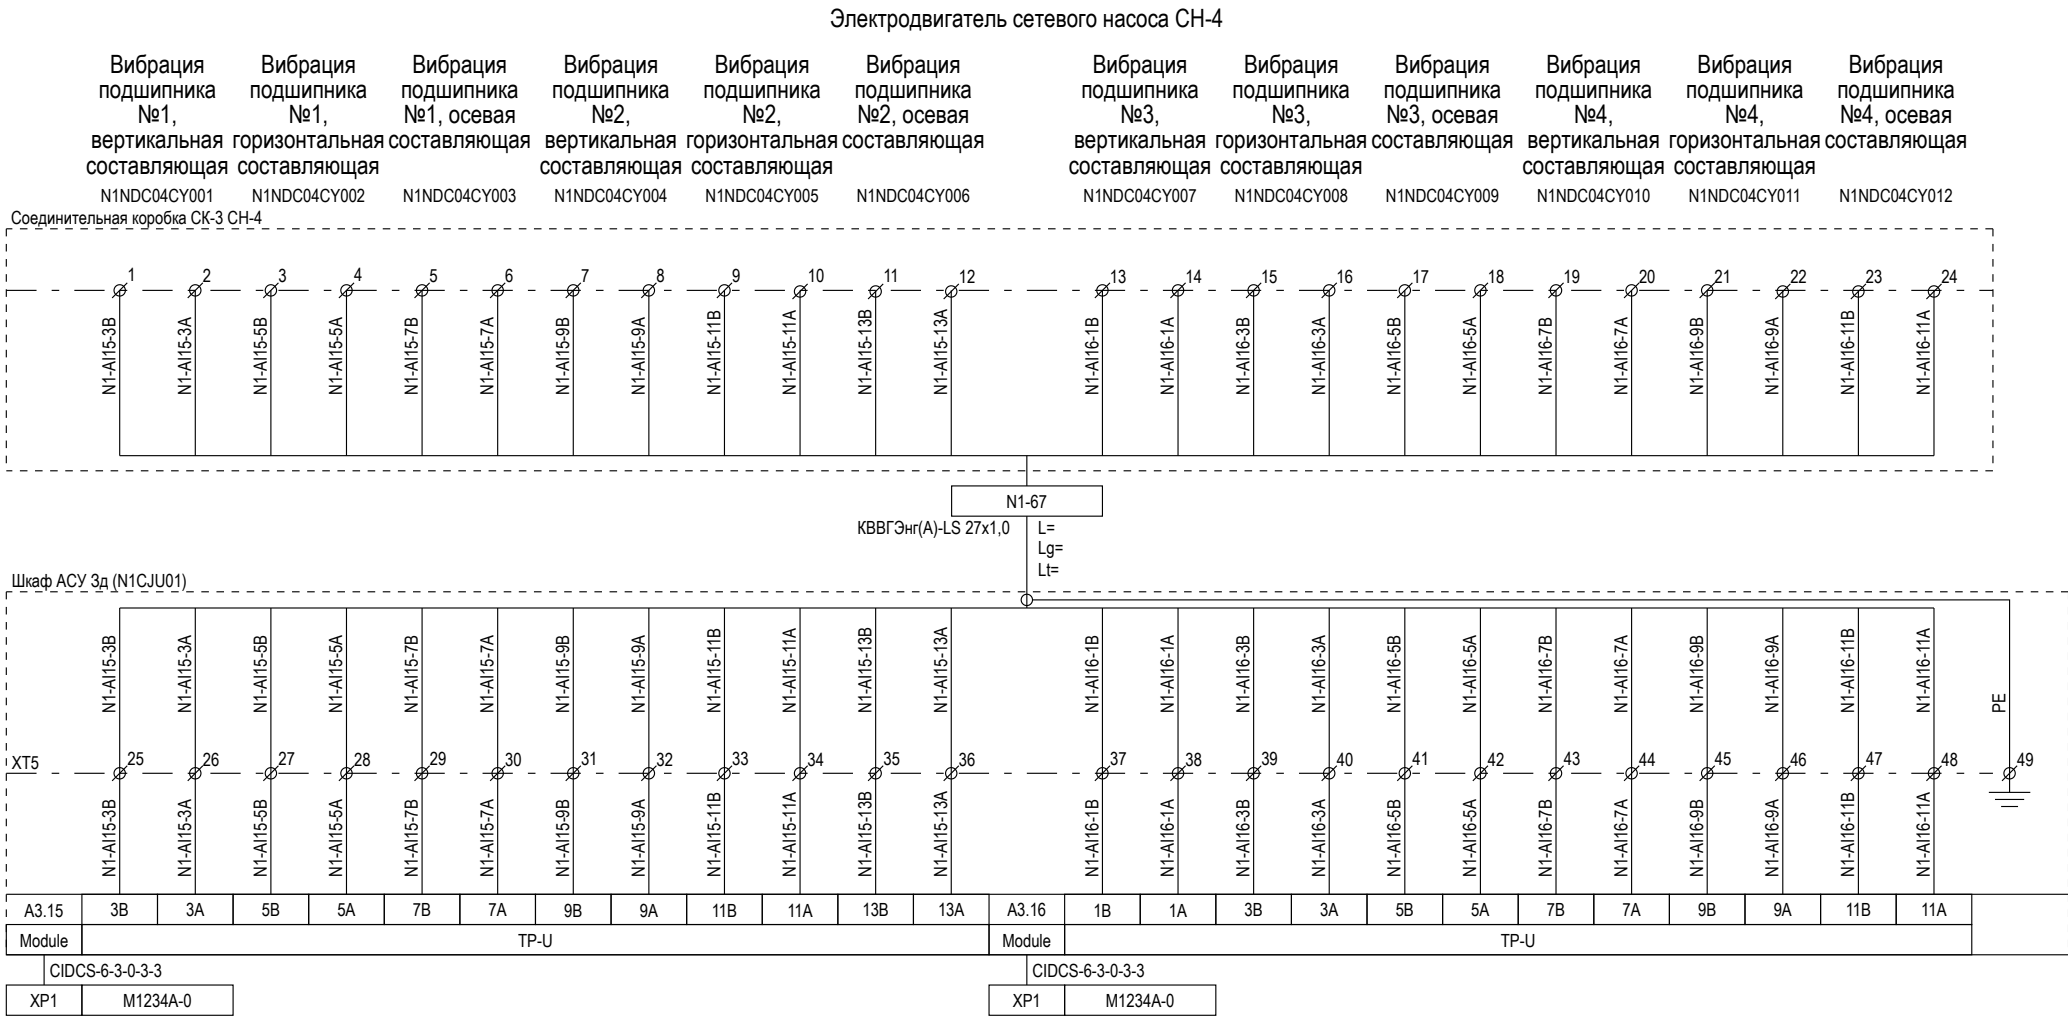 Электродвигатель сетевого насоса СН-4
Вибрация подшипника №1, вертикальная составляющая
Вибрация подшипника №1, горизонтальная составляющая
Вибрация подшипника №1, осевая составляющая
Вибрация подшипника №2, вертикальная составляющая
Вибрация подшипника №2, горизонтальная составляющая
Вибрация подшипника №2, осевая составляющая
Вибрация подшипника №3, вертикальная составляющая
Вибрация подшипника №3, горизонтальная составляющая
Вибрация подшипника №3, осевая составляющая
Вибрация подшипника №4, вертикальная составляющая
Вибрация подшипника №4, горизонтальная составляющая
Вибрация подшипника №4, осевая составляющая
N1NDC04CY001 N1NDC04CY002 N1NDC04CY003 N1NDC04CY004 N1NDC04CY005 N1NDC04CY006 N1NDC04CY007 N1NDC04CY008 N1NDC04CY009 N1NDC04CY010 N1NDC04CY011 N1NDC04CY012
Соединительная коробка СК-3 СН-4
1 2 3 4 5 6 7 8 9 10 11 12 13 14 15 16 17 18 19 20 21 22 23 24
N1-AI15-3B N1-AI15-3A N1-AI15-5B N1-AI15-5A N1-AI15-7B N1-AI15-7A N1-AI15-9B N1-AI15-9A N1-AI15-11B N1-AI15-11A N1-AI15-13B N1-AI15-13A N1-AI16-1B N1-AI16-1A N1-AI16-3B N1-AI16-3A N1-AI16-5B N1-AI16-5A N1-AI16-7B N1-AI16-7A N1-AI16-9B N1-AI16-9A N1-AI16-11B N1-AI16-11A
N1-67
КВВГЭнг(А)-LS 27x1,0 L=
Lg=
Lt=
Шкаф АСУ 3д (N1CJU01)
N1-AI15-3B N1-AI15-3A N1-AI15-5B N1-AI15-5A N1-AI15-7B N1-AI15-7A N1-AI15-9B N1-AI15-9A N1-AI15-11B N1-AI15-11A N1-AI15-13B N1-AI15-13A N1-AI16-1B N1-AI16-1A N1-AI16-3B N1-AI16-3A N1-AI16-5B N1-AI16-5A N1-AI16-7B N1-AI16-7A N1-AI16-9B N1-AI16-9A N1-AI16-11B N1-AI16-11A PE
XT5 25 26 27 28 29 30 31 32 33 34 35 36 37 38 39 40 41 42 43 44 45 46 47 48 49
N1-AI15-3B N1-AI15-3A N1-AI15-5B N1-AI15-5A N1-AI15-7B N1-AI15-7A N1-AI15-9B N1-AI15-9A N1-AI15-11B N1-AI15-11A N1-AI15-13B N1-AI15-13A N1-AI16-1B N1-AI16-1A N1-AI16-3B N1-AI16-3A N1-AI16-5B N1-AI16-5A N1-AI16-7B N1-AI16-7A N1-AI16-9B N1-AI16-9A N1-AI16-11B N1-AI16-11A
A3.15 3B 3A 5B 5A 7B 7A 9B 9A 11B 11A 13B 13A A3.16 1B 1A 3B 3A 5B 5A 7B 7A 9B 9A 11B 11A
Module TP-U Module TP-U
CIDCS-6-3-0-3-3 CIDCS-6-3-0-3-3
XP1 M1234A-0 XP1 M1234A-0